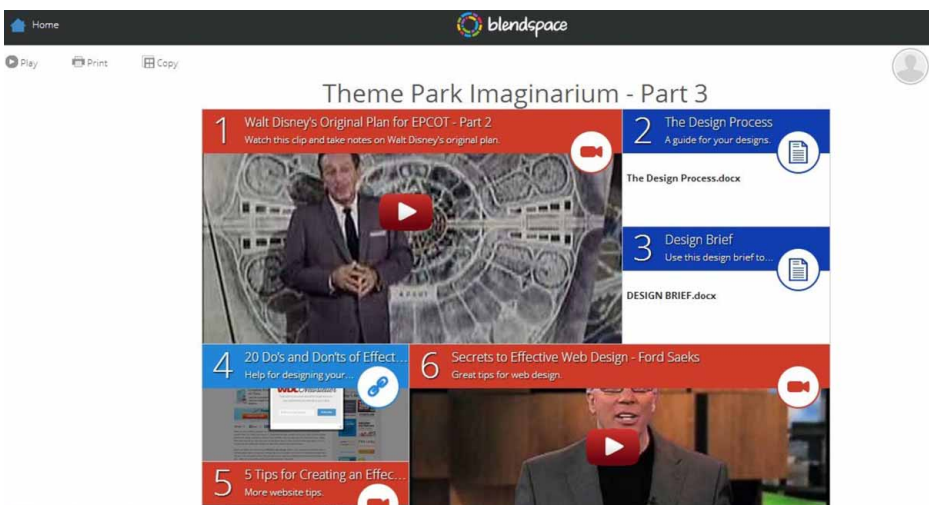 Home
blendspace
Play Print Copy
Theme Park Imaginarium - Part 3
1 Walt Disney's Original Plan for EPCOT - Part 2
Watch this clip and take notes on Walt Disney's original plan.
EPCOT
2 The Design Process
A guide for your designs.
The Design Process.docx
3 Design Brief
Use this design brief to...
DESIGN BRIEF.docx
4 20 Do's and Don'ts of Effect...
Help for designing your...
6 Secrets to Effective Web Design - Ford Saeks
Great tips for web design.
5 5 Tips for Creating an Effec...
More website tips.